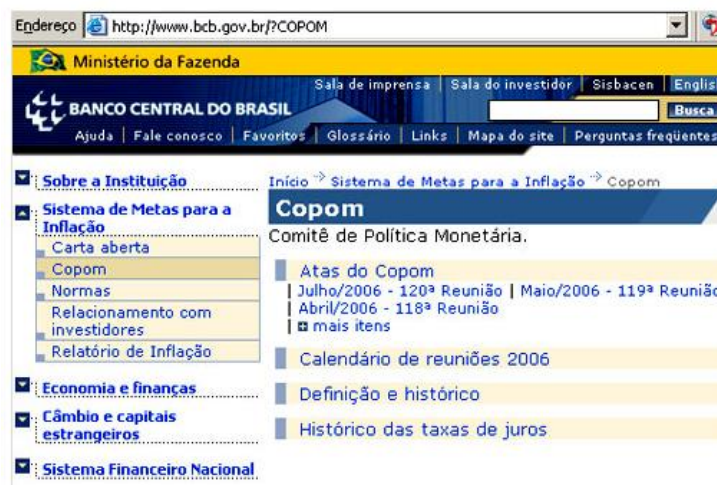 Endereço http://www.bcb.gov.br/?COPOM
Ministério da Fazenda
Sala de imprensa | Sala do investidor | Sisbacen | Englis
BANCO CENTRAL DO BRASIL
Busca
Ajuda | Fale conosco | Favoritos | Glossário | Links | Mapa do site | Perguntas freqüentes
Sobre a Instituição
Sistema de Metas para a
Inflação
Carta aberta
Copom
Normas
Relacionamento com
investidores
Relatório de Inflação
Economia e finanças
Câmbio e capitais
estrangeiros
Sistema Financeiro Nacional
Início Sistema de Metas para a Inflação Copom
Copom
Comitê de Política Monetária.
Atas do Copom
| Julho/2006 - 120ª Reunião | Maio/2006 - 119ª Reunião
| Abril/2006 - 118ª Reunião
| mais itens
Calendário de reuniões 2006
Definição e histórico
Histórico das taxas de juros